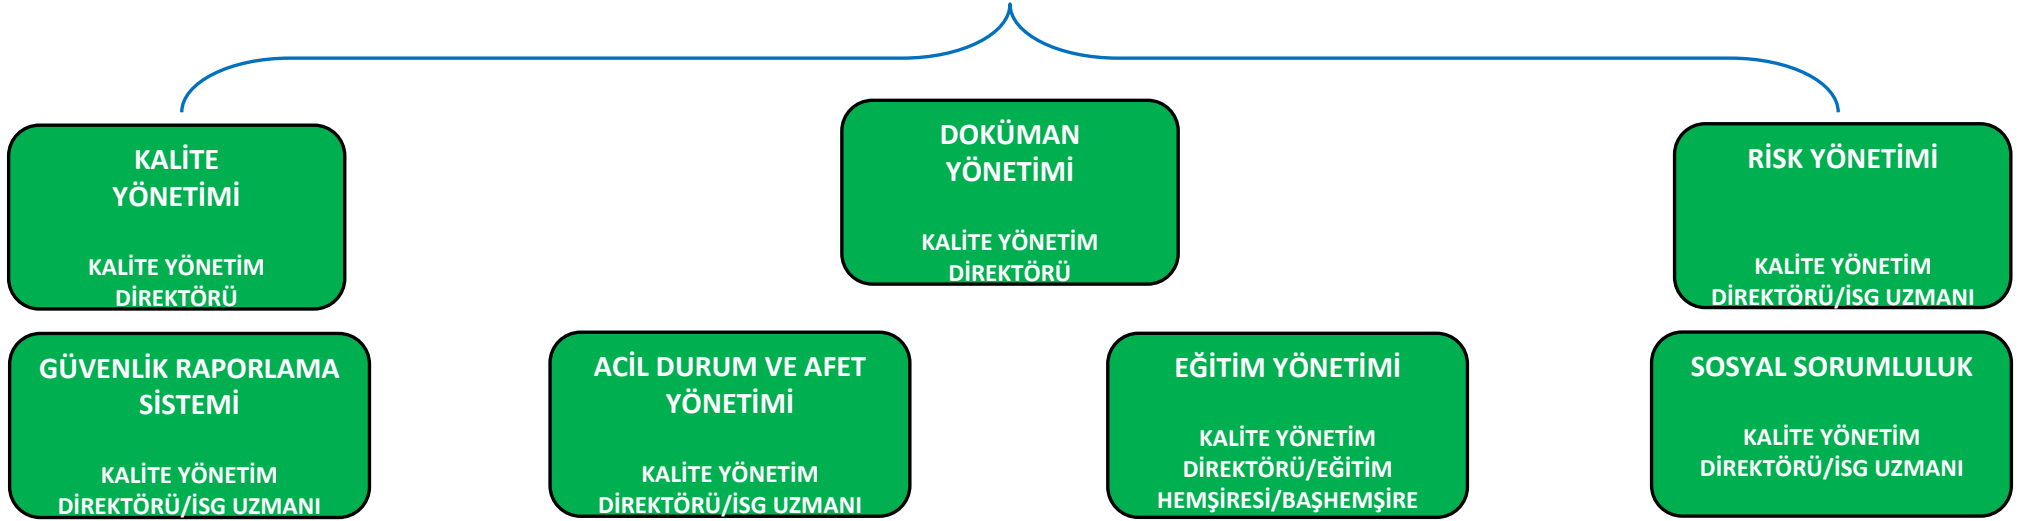 KALİTE
YÖNETİMİ
KALİTE YÖNETİM
DİREKTÖRÜ
DOKÜMAN
YÖNETİMİ
KALİTE YÖNETİM
DİREKTÖRÜ
RİSK YÖNETİMİ
KALİTE YÖNETİM
DİREKTÖRÜ/İSG UZMANI
GÜVENLİK RAPORLAMA
SİSTEMİ
KALİTE YÖNETİM
DİREKTÖRÜ/İSG UZMANI
ACİL DURUM VE AFET
YÖNETİMİ
KALİTE YÖNETİM
DİREKTÖRÜ/İSG UZMANI
EĞİTİM YÖNETİMİ
KALİTE YÖNETİM
DİREKTÖRÜ/EĞİTİM
HEMŞİRESİ/BAŞHEMŞİRE
SOSYAL SORUMLULUK
KALİTE YÖNETİM
DİREKTÖRÜ/İSG UZMANI